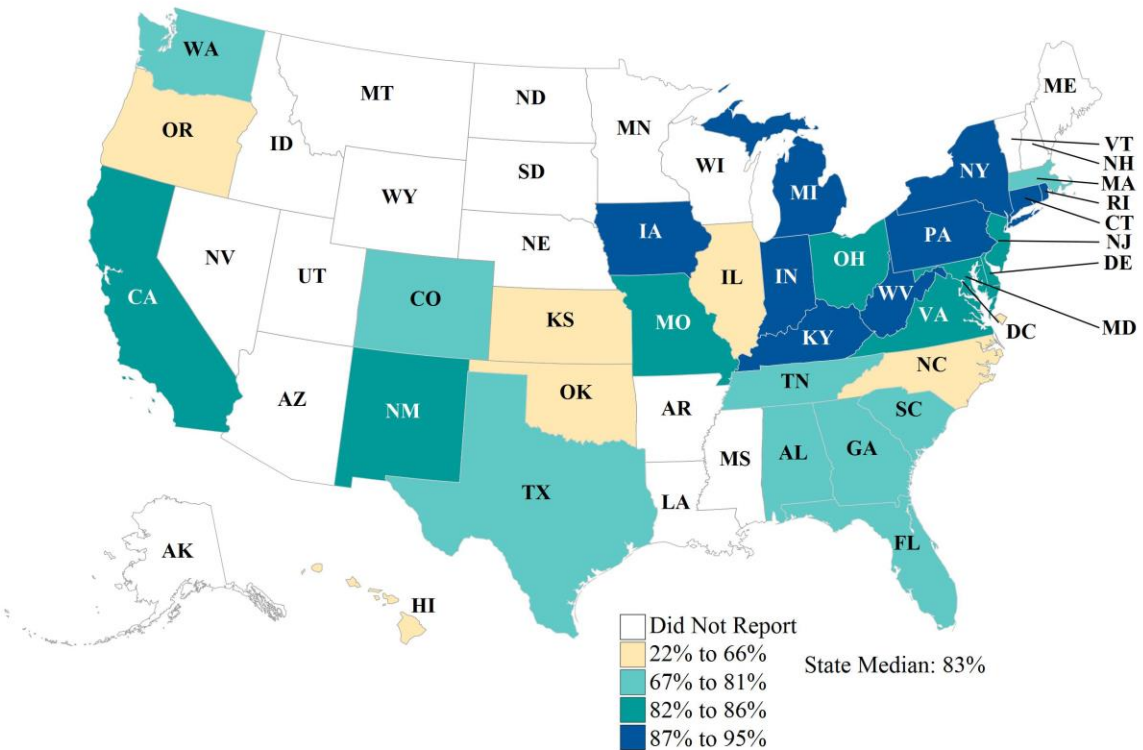 WA
MT
ND
MN
ME
OR
ID
SD
WI
VT
NH
NY
MA
RI
MI
CT
WY
IA
PA
NJ
NE
DE
NV
OH
UT
IL
IN
CO
WV
CA
KS
MO
VA
KY
DC
MD
NC
TN
AZ
NM
OK
AR
SC
MS
AL
GA
TX
LA
FL
AK
HI
Did Not Report
22% to 66%
State Median: 83%
67% to 81%
82% to 86%
87% to 95%